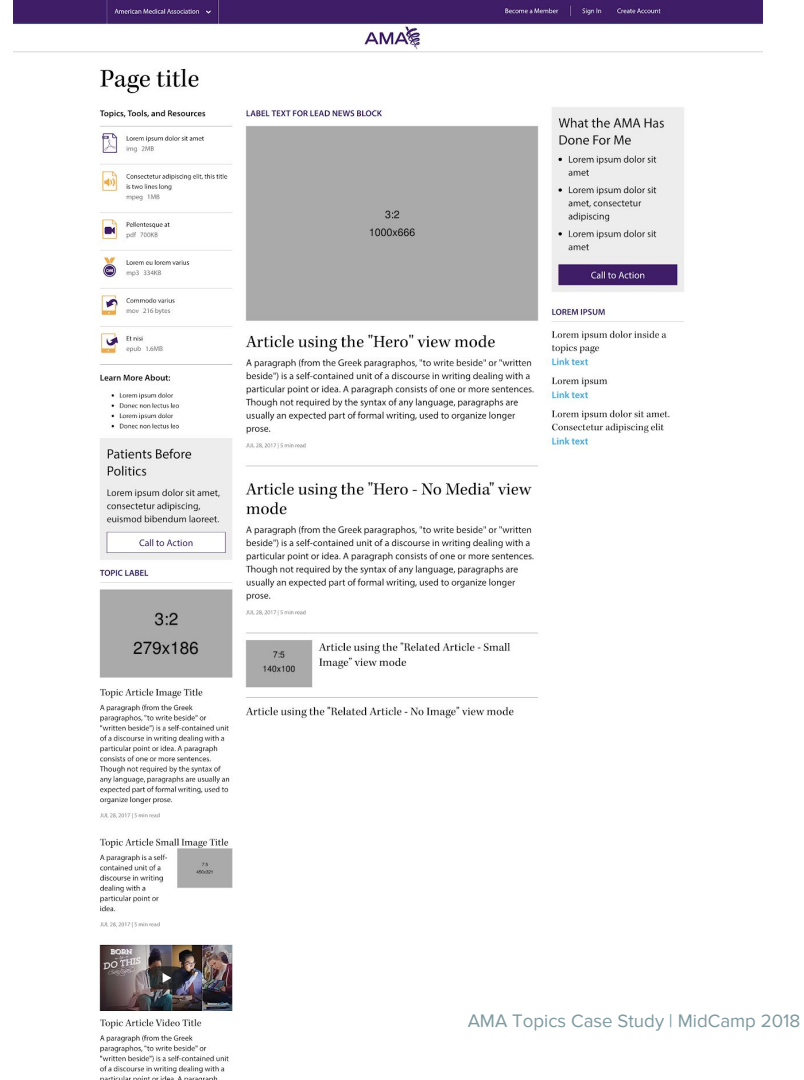 American Medical Association
Become a Member
Sign In
Create Account
AMA
Page title
Topics, Tools, and Resources
Lorem ipsum dolor sit amet
img 2MB
Consectetur adipiscing elit, this title
is two lines long
mpeg 1MB
Pellentesque at
pdf 700KB
Lorem eu lorem varius
mp3 334KB
Commodo varius
mov 216 bytes
Et nisi
epub 1.6MB
Learn More About:
• Lorem ipsum dolor
• Donec non lectus leo
• Lorem ipsum dolor
• Donec non lectus leo
Patients Before
Politics
Lorem ipsum dolor sit amet,
consectetur adipiscing,
euismod bibendum laoreet.
Call to Action
TOPIC LABEL
3:2
279x186
Topic Article Image Title
A paragraph (from the Greek
paragraphos, "to write beside" or
"written beside") is a self-contained unit
of a discourse in writing dealing with a
particular point or idea. A paragraph
consists of one or more sentences.
Though not required by the syntax of
any language, paragraphs are usually an
expected part of formal writing, used to
organize longer prose.
JUL 28, 2017 | 5 min read
Topic Article Small Image Title
A paragraph is a self-
contained unit of a
discourse in writing
dealing with a
particular point or
idea.
7:5
JUL 28, 2017 | 5 min read
BORN
DO THIS
Topic Article Video Title
A paragraph (from the Greek
paragraphos, "to write beside" or
"written beside") is a self-contained unit
of a discourse in writing dealing with a
particular point or idea. A paragraph
LABEL TEXT FOR LEAD NEWS BLOCK
3:2
1000x666
Article using the "Hero" view mode
A paragraph (from the Greek paragraphos, "to write beside" or "written
beside") is a self-contained unit of a discourse in writing dealing with a
particular point or idea. A paragraph consists of one or more sentences.
Though not required by the syntax of any language, paragraphs are
usually an expected part of formal writing, used to organize longer
prose.
JUL 28, 2017 | 5 min read
Article using the "Hero - No Media" view
mode
A paragraph (from the Greek paragraphos, "to write beside" or "written
beside") is a self-contained unit of a discourse in writing dealing with a
particular point or idea. A paragraph consists of one or more sentences.
Though not required by the syntax of any language, paragraphs are
usually an expected part of formal writing, used to organize longer
prose.
JUL 28, 2017 | 5 min read
7:5
140x100
Article using the "Related Article - Small
Image" view mode
Article using the "Related Article - No Image" view mode
What the AMA Has
Done For Me
• Lorem ipsum dolor sit
amet
• Lorem ipsum dolor sit
amet, consectetur
adipiscing
• Lorem ipsum dolor sit
amet
Call to Action
LOREM IPSUM
Lorem ipsum dolor inside a
topics page
Link text
Lorem ipsum
Link text
Lorem ipsum dolor sit amet.
Consectetur adipiscing elit
Link text
AMA Topics Case Study | MidCamp 2018